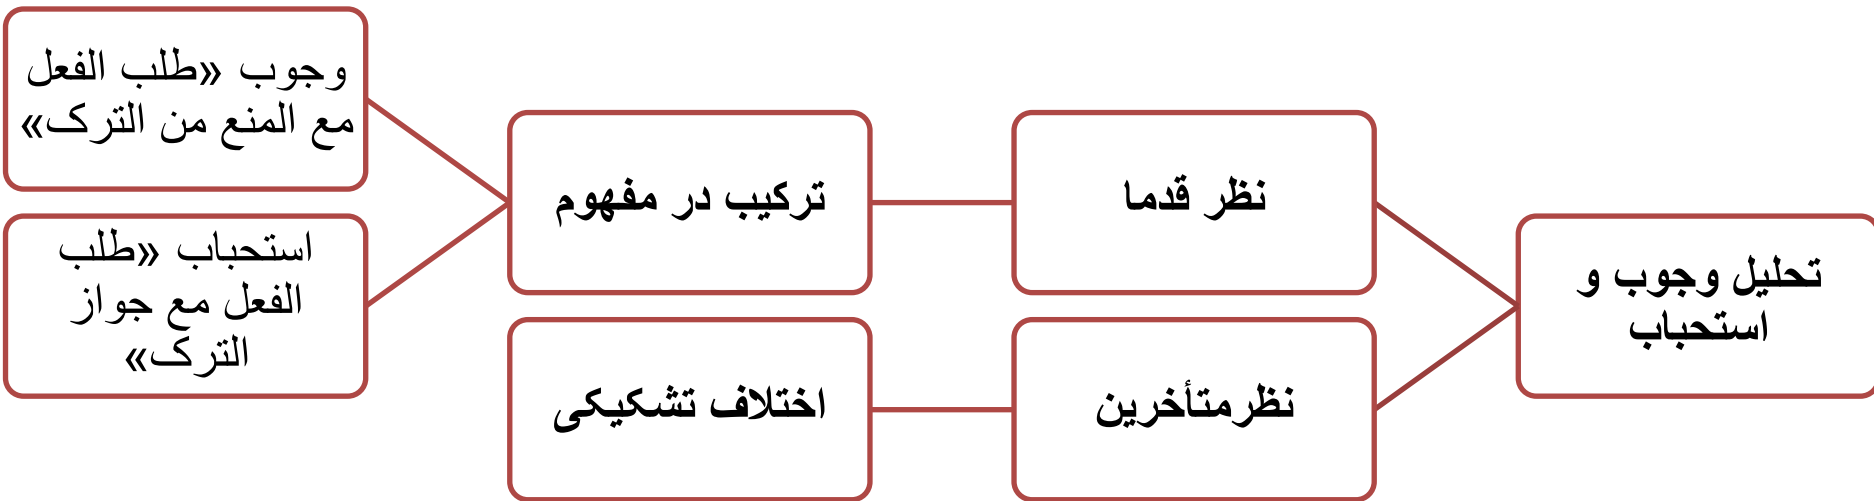 تحلیل وجوب و
استحباب
نظر قدما
ترکیب در مفهوم
وجوب «طلب الفعل
مع المنع من الترک»
استحباب «طلب
الفعل مع جواز
الترک»
نظرمتأخرین
اختلاف تشکیکی